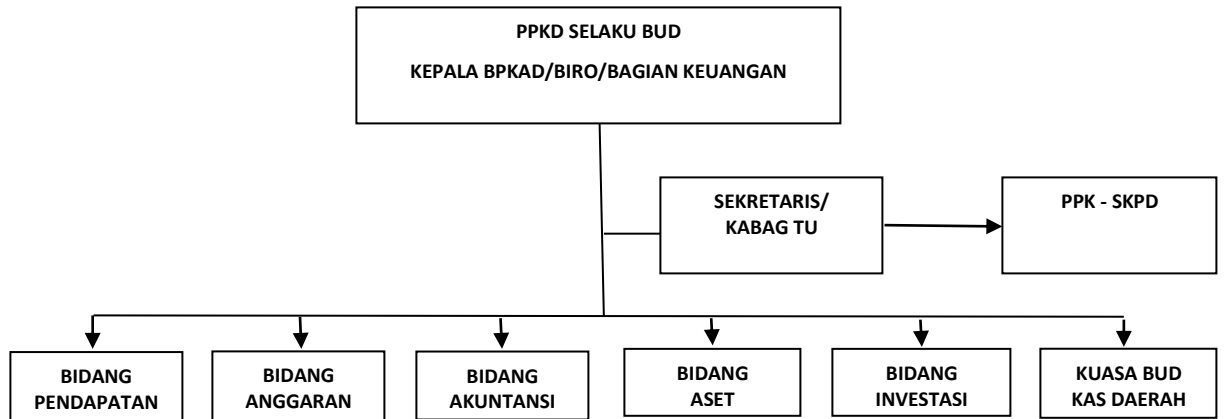 PPKD SELAKU BUD
KEPALA BPKAD/BIRO/BAGIAN KEUANGAN
SEKRETARIS/
KABAG TU
PPK - SKPD
BIDANG
PENDAPATAN
BIDANG
ANGGARAN
BIDANG
AKUNTANSI
BIDANG
ASET
BIDANG
INVESTASI
KUASA BUD
KAS DAERAH